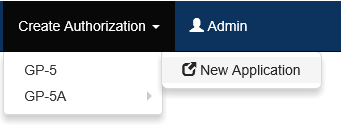 Create Authorization
Admin
GP-5
New Application
GP-5A